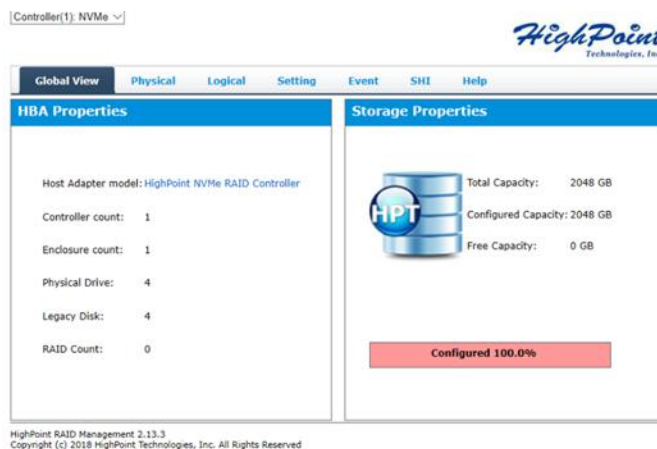 Controller(1): NVMe
HighPoint
Technologies, Inc
Global View Physical Logical Setting Event SHI Help
HBA Properties
Host Adapter model: HighPoint NVMe RAID Controller
Controller count: 1
Enclosure count: 1
Physical Drive: 4
Legacy Disk: 4
RAID Count: 0
Storage Properties
HPT
Total Capacity: 2048 GB
Configured Capacity: 2048 GB
Free Capacity: 0 GB
Configured 100.0%
HighPoint RAID Management 2.13.3
Copyright (c) 2018 HighPoint Technologies, Inc. All Rights Reserved